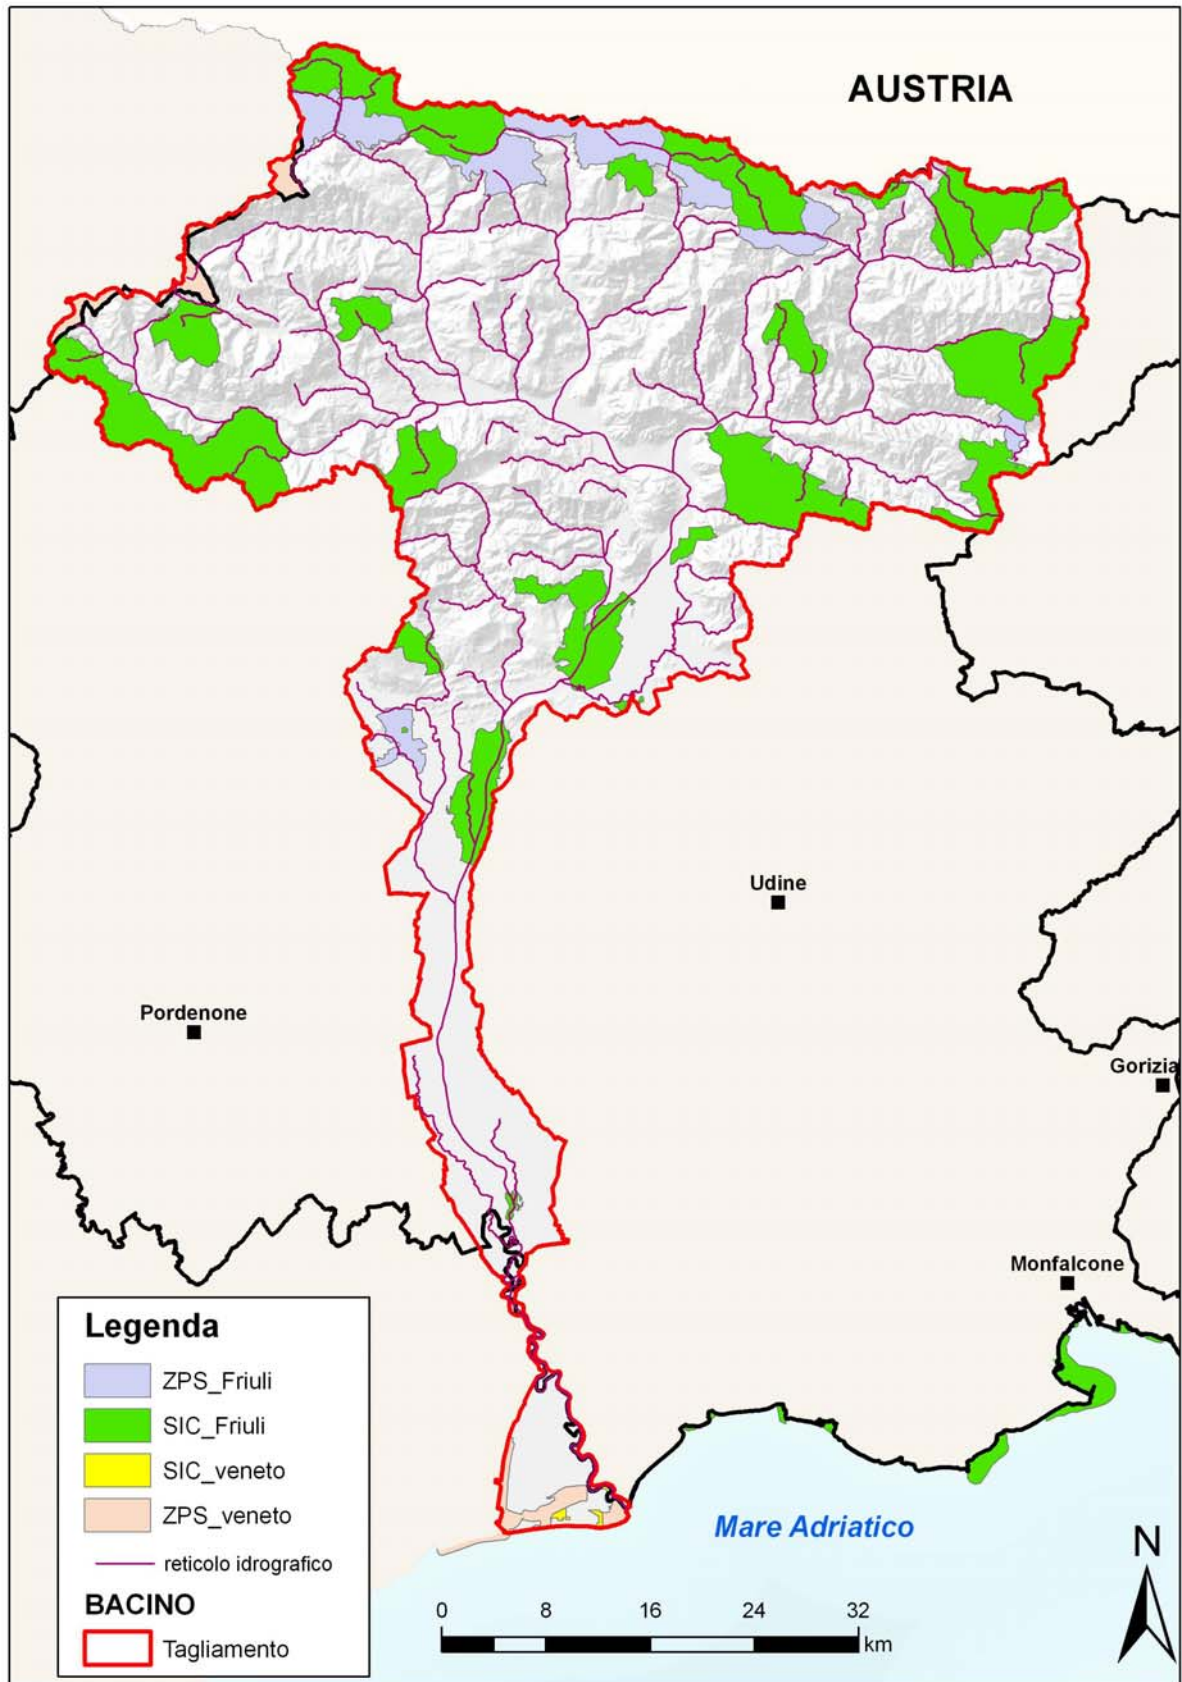 AUSTRIA
Udine
Pordenone
Gorizia
Monfalcone
Legenda
ZPS_Friuli
SIC_Friuli
SIC_veneto
ZPS_veneto
reticolo idrografico
BACINO
Tagliamento
Mare Adriatico
N
0 8 16 24 32
km